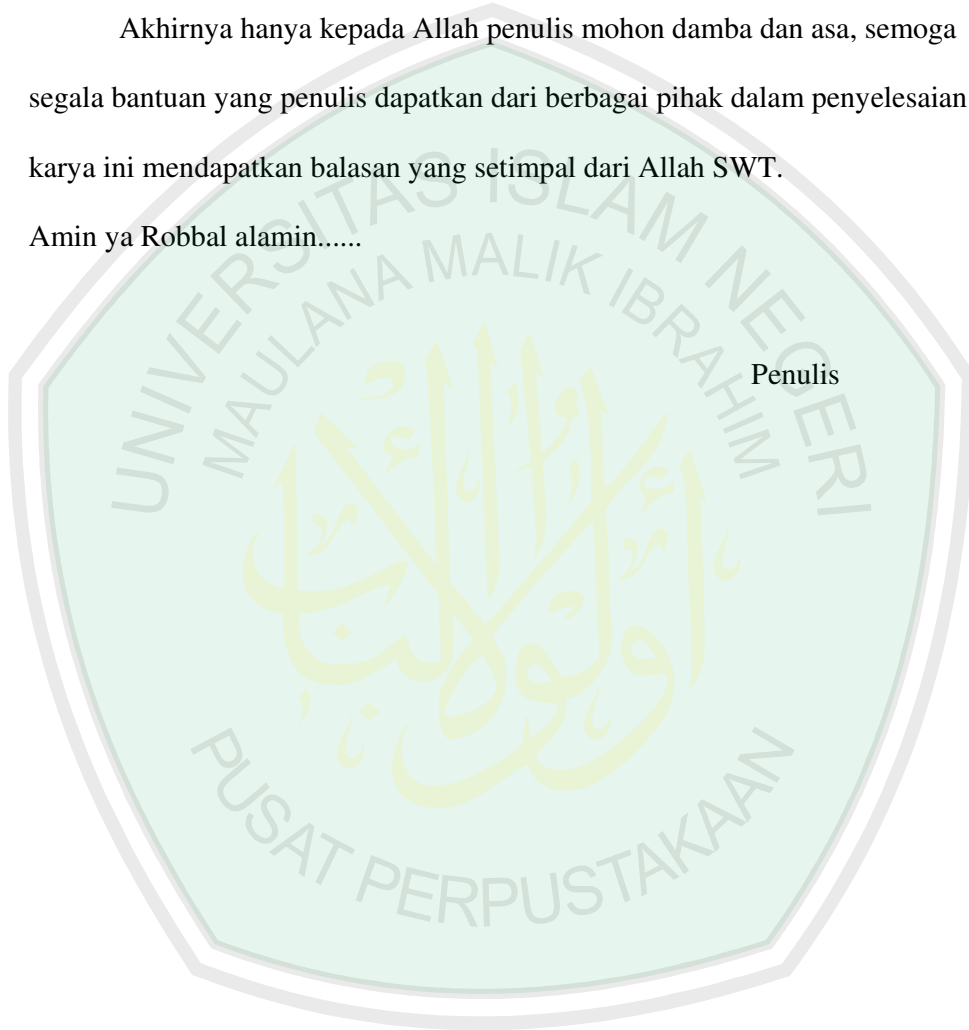 Akhirnya hanya kepada Allah penulis mohon damba dan asa, semoga
segala bantuan yang penulis dapatkan dari berbagai pihak dalam penyelesaian
karya ini mendapatkan balasan yang setimpal dari Allah SWT.
Amin ya Robbal alamin......
Penulis
UNIVERSITAS ISLAM NEGERI
MAULANA MALIK IBRAHIM
أولوا الألباب
PUSAT PERPUSTAKAAN